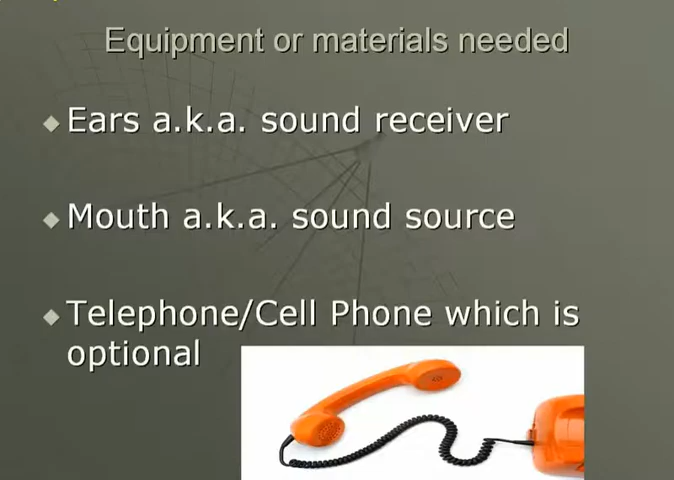 Equipment or materials needed
Ears a.k.a. sound receiver
Mouth a.k.a. sound source
Telephone/Cell Phone which is
optional